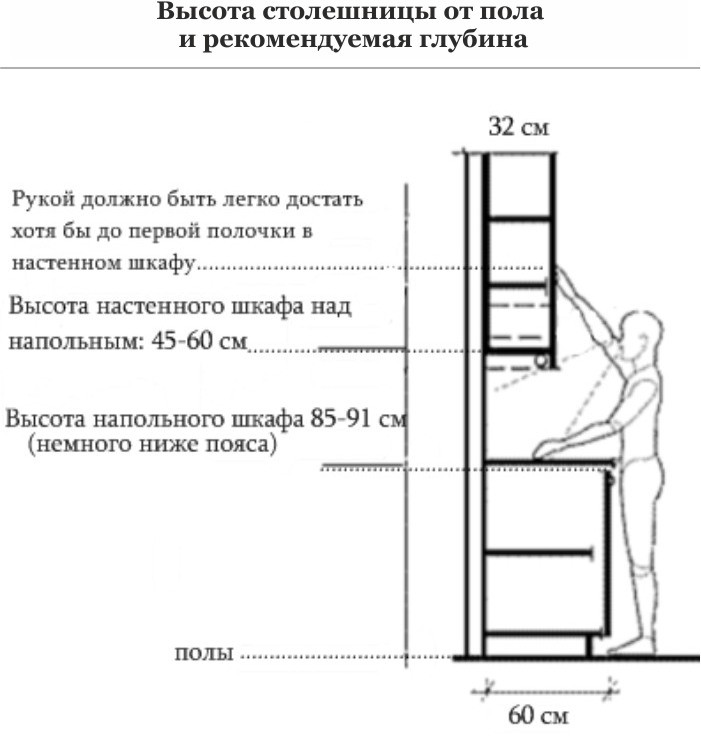 Высота столешницы от пола
и рекомендуемая глубина
32 см
Рукой должно быть легко достать
хотя бы до первой полочки в
настенном шкафу
Высота настенного шкафа над
напольным: 45-60 см
Высота напольного шкафа 85-91 см
(немного ниже пояса)
полы
60 см